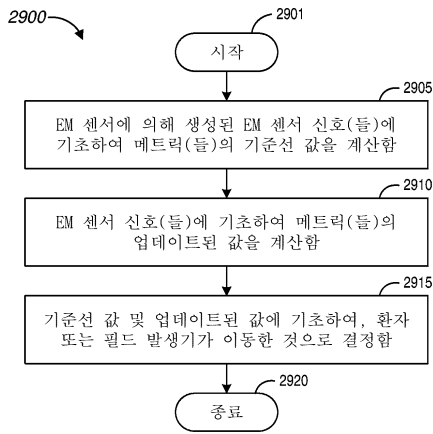 2900
2901
시작
2905
EM 센서에 의해 생성된 EM 센서 신호(들)에
기초하여 메트릭(들)의 기준선 값을 계산함
2910
EM 센서 신호(들)에 기초하여 메트릭(들)의
업데이트된 값을 계산함
2915
기준선 값 및 업데이트된 값에 기초하여, 환자
또는 필드 발생기가 이동한 것으로 결정함
2920
종료